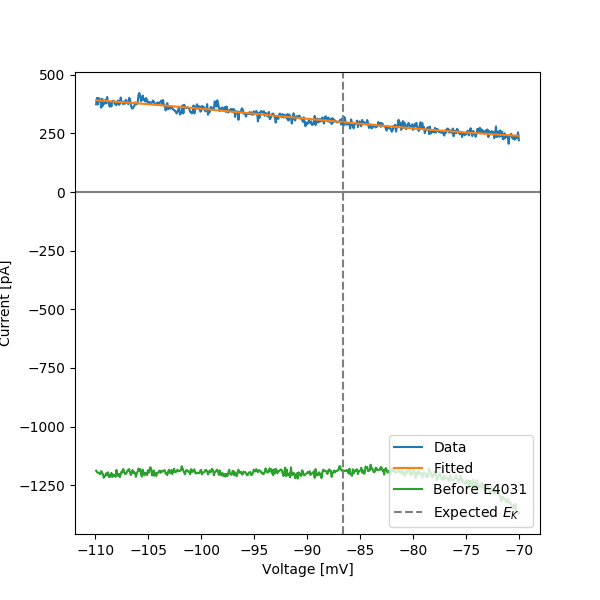 500
250
0
−250
−500
−750
−1000
−1250
Current [pA]
−110 −105 −100 −95 −90 −85 −80 −75 −70
Voltage [mV]
Data
Fitted
Before E4031
Expected E_K